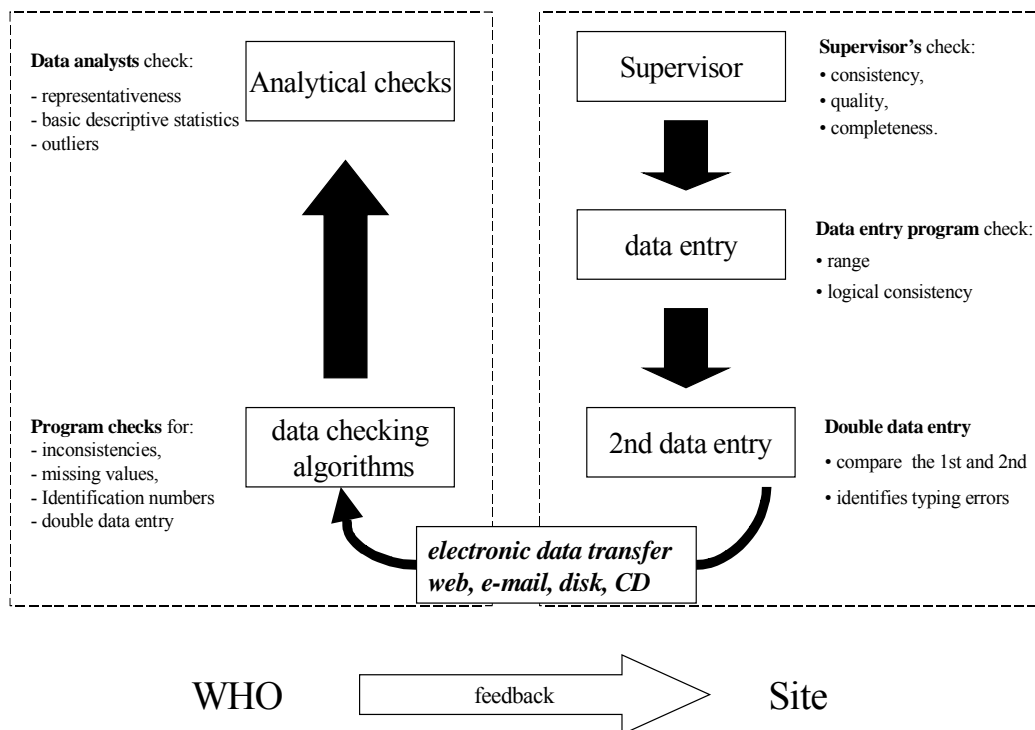 Data analysts check:
- representativeness
- basic descriptive statistics
- outliers
Analytical checks
Program checks for:
- inconsistencies,
- missing values,
- Identification numbers
- double data entry
data checking
algorithms
Supervisor
Supervisor's check:
• consistency,
• quality,
• completeness.
data entry
Data entry program check:
• range
• logical consistency
2nd data entry
Double data entry
• compare the 1st and 2nd
• identifies typing errors
electronic data transfer
web, e-mail, disk, CD
WHO
feedback
Site